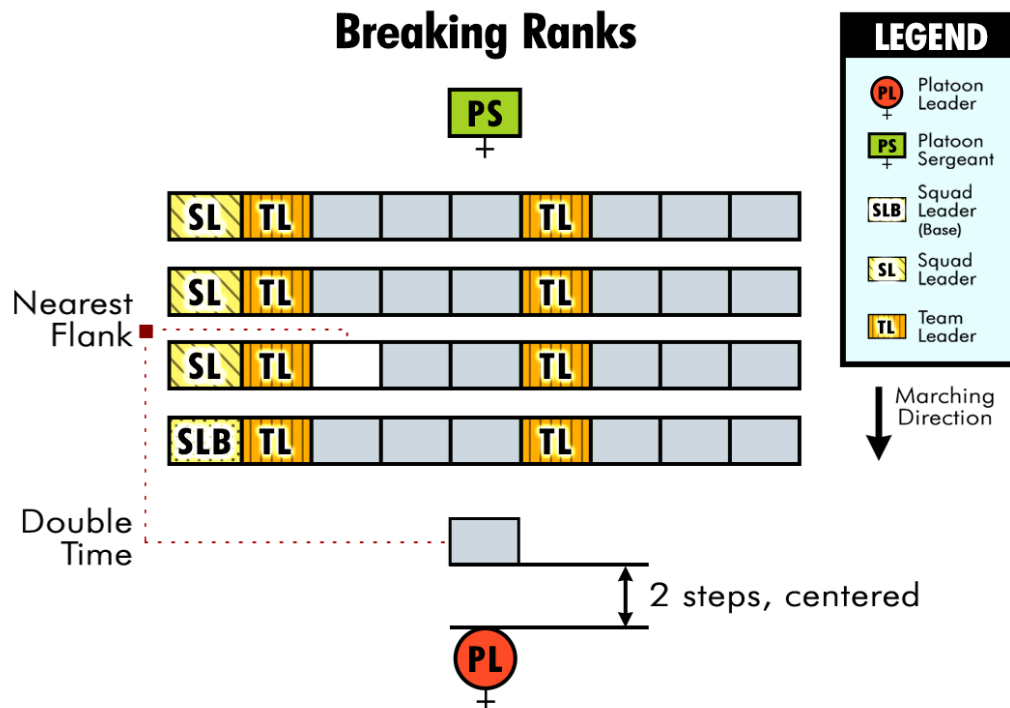 Breaking Ranks
PS
SL TL TL
SL TL TL
Nearest
Flank
SL TL TL
SLB TL TL
Double
Time
2 steps, centered
PL
LEGEND
PL Platoon
Leader
PS Platoon
Sergeant
SLB Squad
Leader
(Base)
SL Squad
Leader
TL Team
Leader
Marching
Direction